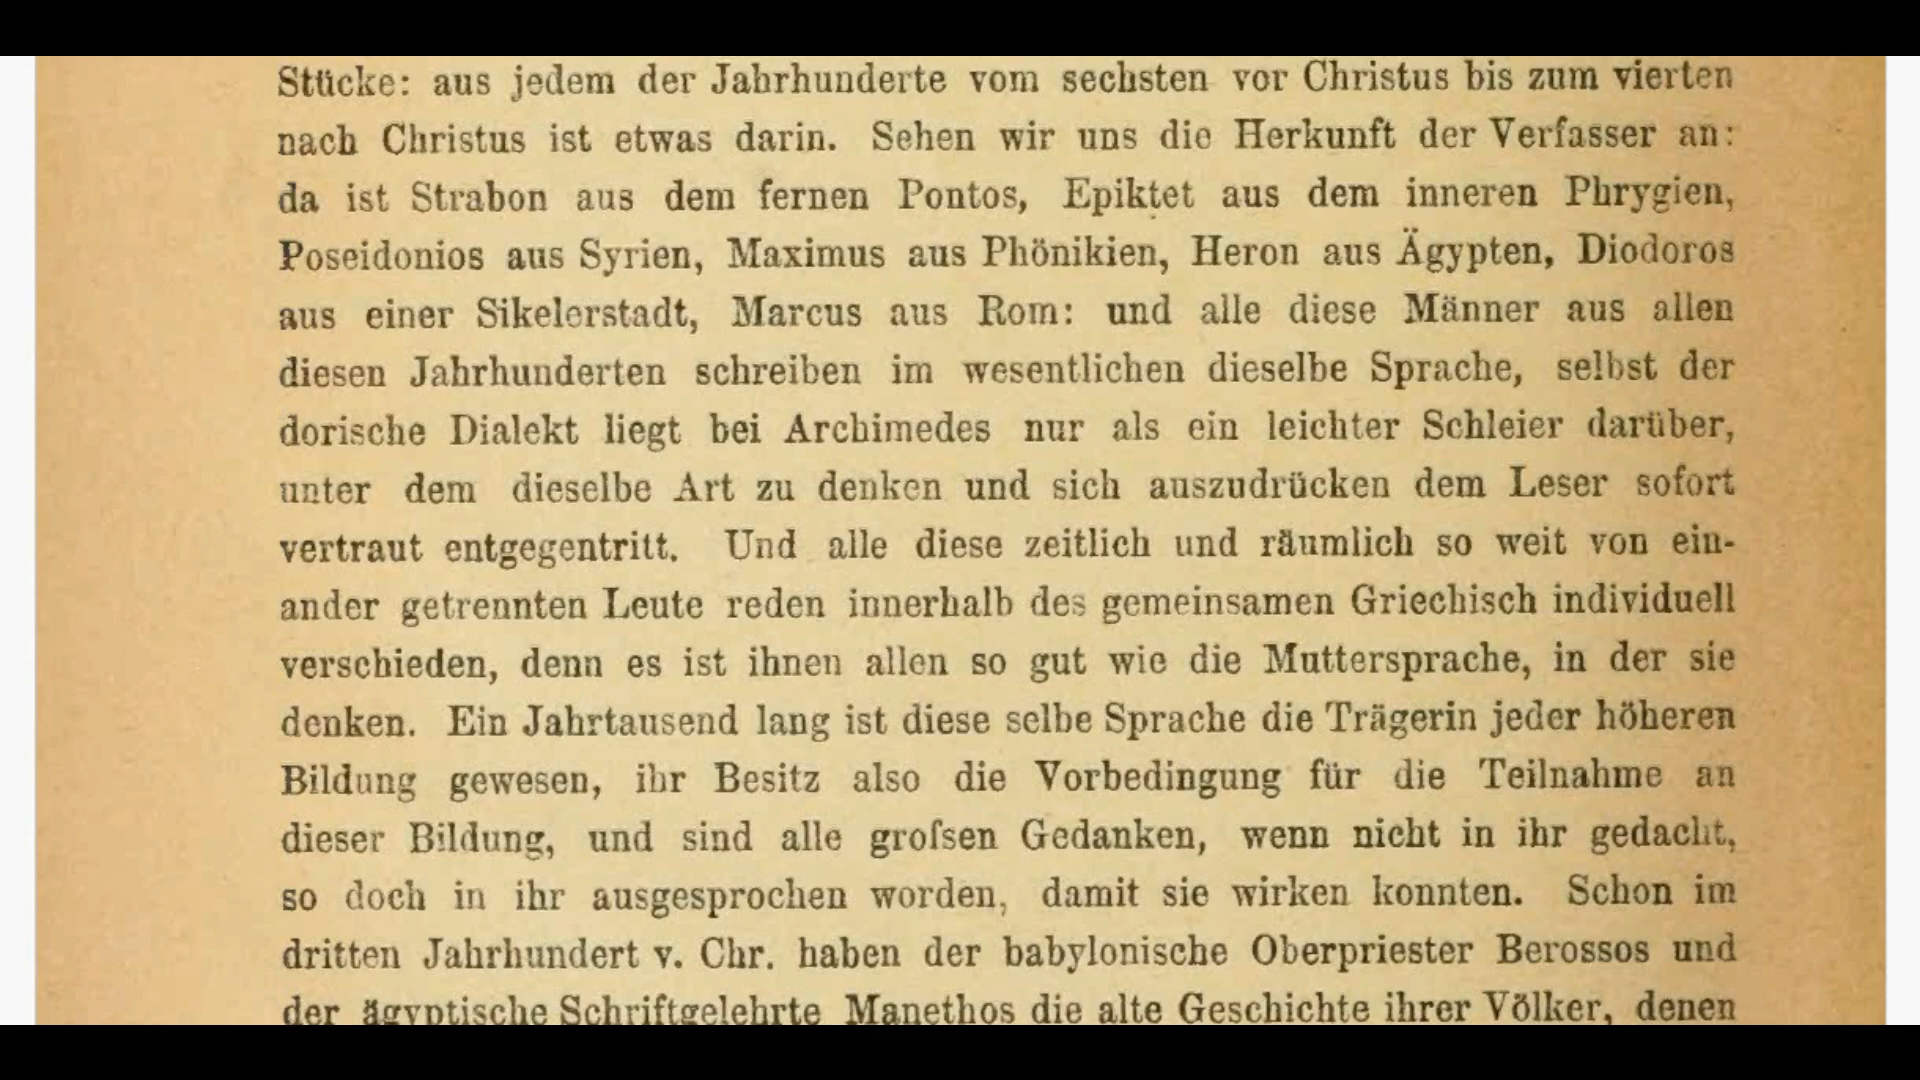 Stücke: aus jedem der Jahrhunderte vom sechsten vor Christus bis zum vierten
nach Christus ist etwas darin. Sehen wir uns die Herkunft der Verfasser an:
da ist Strabon aus dem fernen Pontos, Epiktet aus dem inneren Phrygien,
Poseidonios aus Syrien, Maximus aus Phönikien, Heron aus Ägypten, Diodoros
aus einer Sikelerstadt, Marcus aus Rom: und alle diese Männer aus allen
diesen Jahrhunderten schreiben im wesentlichen dieselbe Sprache, selbst der
dorische Dialekt liegt bei Archimedes nur als ein leichter Schleier darüber,
unter dem dieselbe Art zu denken und sich auszudrücken dem Leser sofort
vertraut entgegentritt. Und alle diese zeitlich und räumlich so weit von ein-
ander getrennten Leute reden innerhalb des gemeinsamen Griechisch individuell
verschieden, denn es ist ihnen allen so gut wie die Muttersprache, in der sie
denken. Ein Jahrtausend lang ist diese selbe Sprache die Trägerin jeder höheren
Bildung gewesen, ihr Besitz also die Vorbedingung für die Teilnahme an
dieser Bildung, und sind alle groſsen Gedanken, wenn nicht in ihr gedacht,
so doch in ihr ausgesprochen worden, damit sie wirken konnten. Schon im
dritten Jahrhundert v. Chr. haben der babylonische Oberpriester Berossos und
der ägyptische Schriftgelehrte Manethos die alte Geschichte ihrer Völker, denen